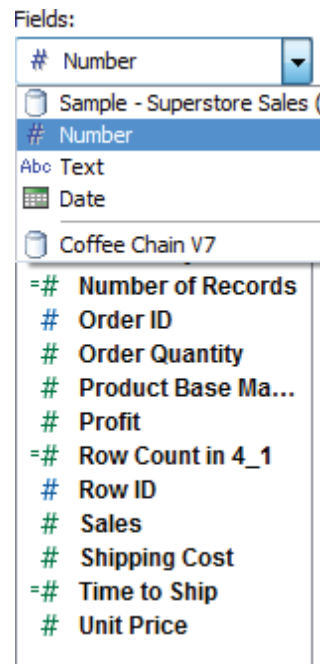 Fields:
# Number
Sample - Superstore Sales (
# Number
Abc Text
Date
Coffee Chain V7
=# Number of Records
# Order ID
# Order Quantity
# Product Base Ma...
# Profit
=# Row Count in 4_1
# Row ID
# Sales
# Shipping Cost
=# Time to Ship
# Unit Price